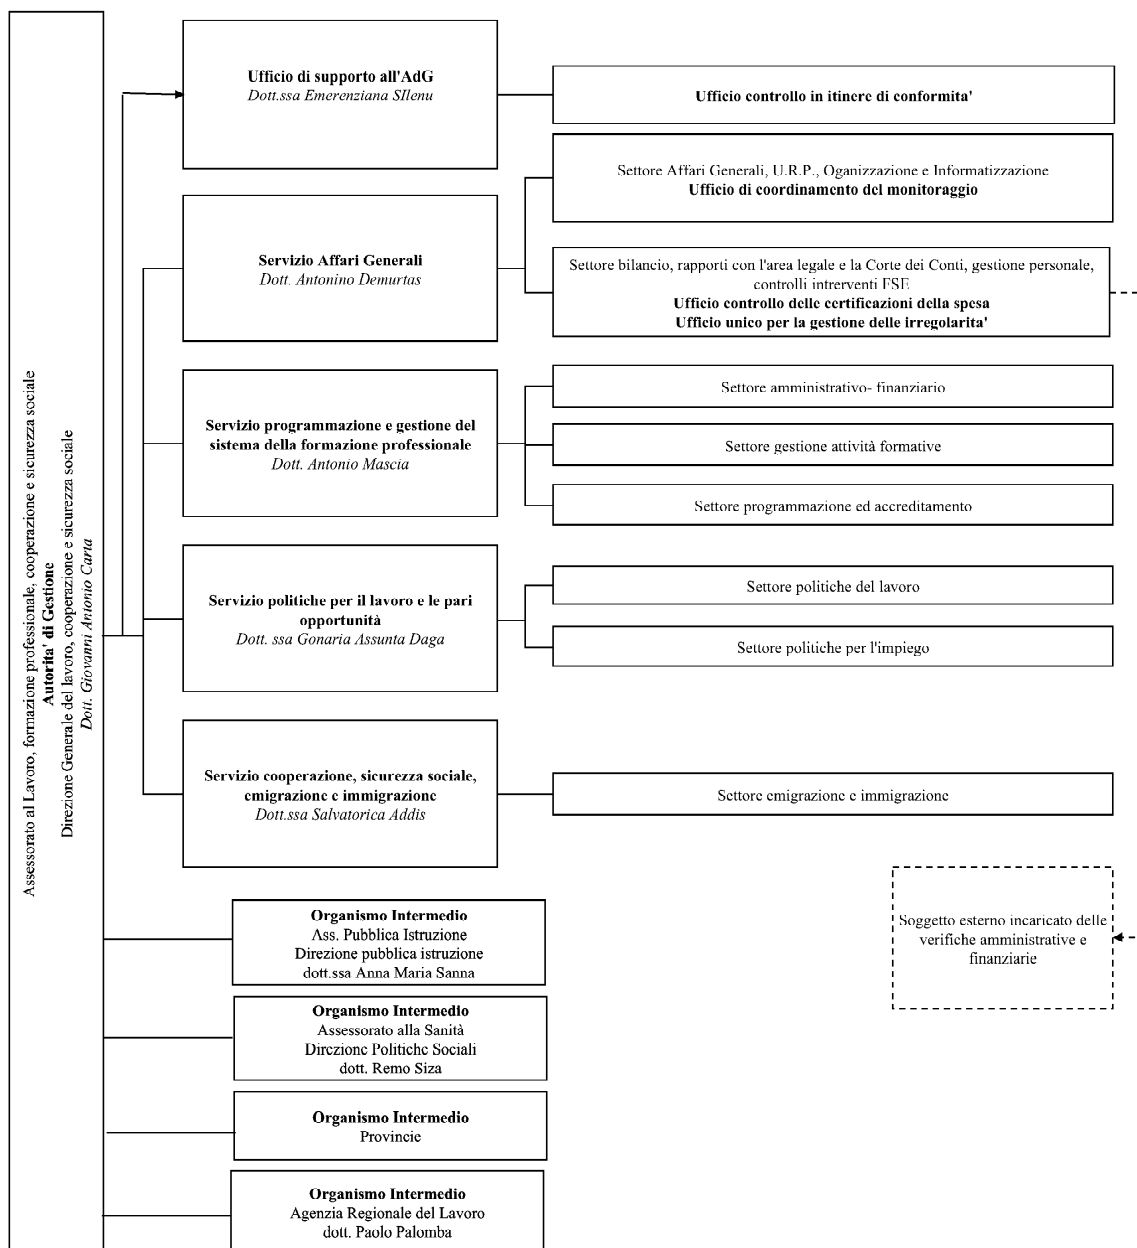 Assessorato al Lavoro, formazione professionale, cooperazione e sicurezza sociale
Autorita' di Gestione
Direzione Generale del lavoro, cooperazione e sicurezza sociale
Dott. Giovanni Antonio Carta
Ufficio di supporto all'AdG
Dott.ssa Emerenziana SIlenu
Ufficio controllo in itinere di conformita'
Servizio Affari Generali
Dott. Antonino Demurtas
Settore Affari Generali, U.R.P., Oganizzazione e Informatizzazione
Ufficio di coordinamento del monitoraggio
Settore bilancio, rapporti con l'area legale e la Corte dei Conti, gestione personale,
controlli intrerventi FSE
Ufficio controllo delle certificazioni della spesa
Ufficio unico per la gestione delle irregolarita'
Servizio programmazione e gestione del
sistema della formazione professionale
Dott. Antonio Mascia
Settore amministrativo- finanziario
Settore gestione attività formative
Settore programmazione ed accreditamento
Servizio politiche per il lavoro e le pari
opportunità
Dott. ssa Gonaria Assunta Daga
Settore politiche del lavoro
Settore politiche per l'impiego
Servizio cooperazione, sicurezza sociale,
emigrazione e immigrazione
Dott.ssa Salvatorica Addis
Settore emigrazione e immigrazione
Soggetto esterno incaricato delle
verifiche amministrative e
finanziarie
Organismo Intermedio
Ass. Pubblica Istruzione
Direzione pubblica istruzione
dott.ssa Anna Maria Sanna
Organismo Intermedio
Assessorato alla Sanità
Direzione Politiche Sociali
dott. Remo Siza
Organismo Intermedio
Provincie
Organismo Intermedio
Agenzia Regionale del Lavoro
dott. Paolo Palomba